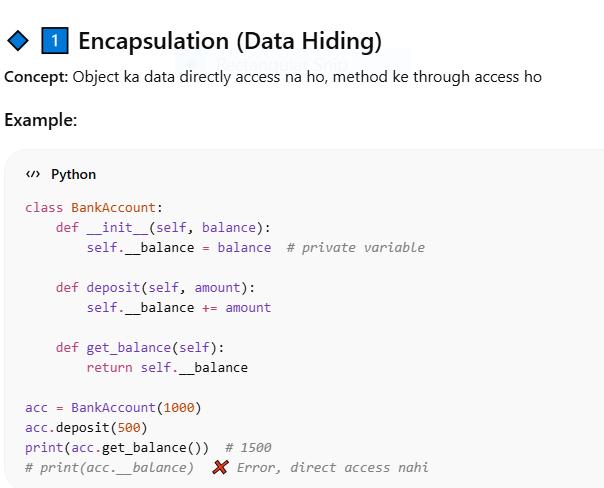 🔹 1️⃣ Encapsulation (Data Hiding)
Concept: Object ka data directly access na ho, method ke through access ho
Example:
</> Python
class BankAccount:
    def __init__(self, balance):
        self.__balance = balance  # private variable
    def deposit(self, amount):
        self.__balance += amount
    def get_balance(self):
        return self.__balance
acc = BankAccount(1000)
acc.deposit(500)
print(acc.get_balance())  # 1500
# print(acc.__balance)  ❌ Error, direct access nahi